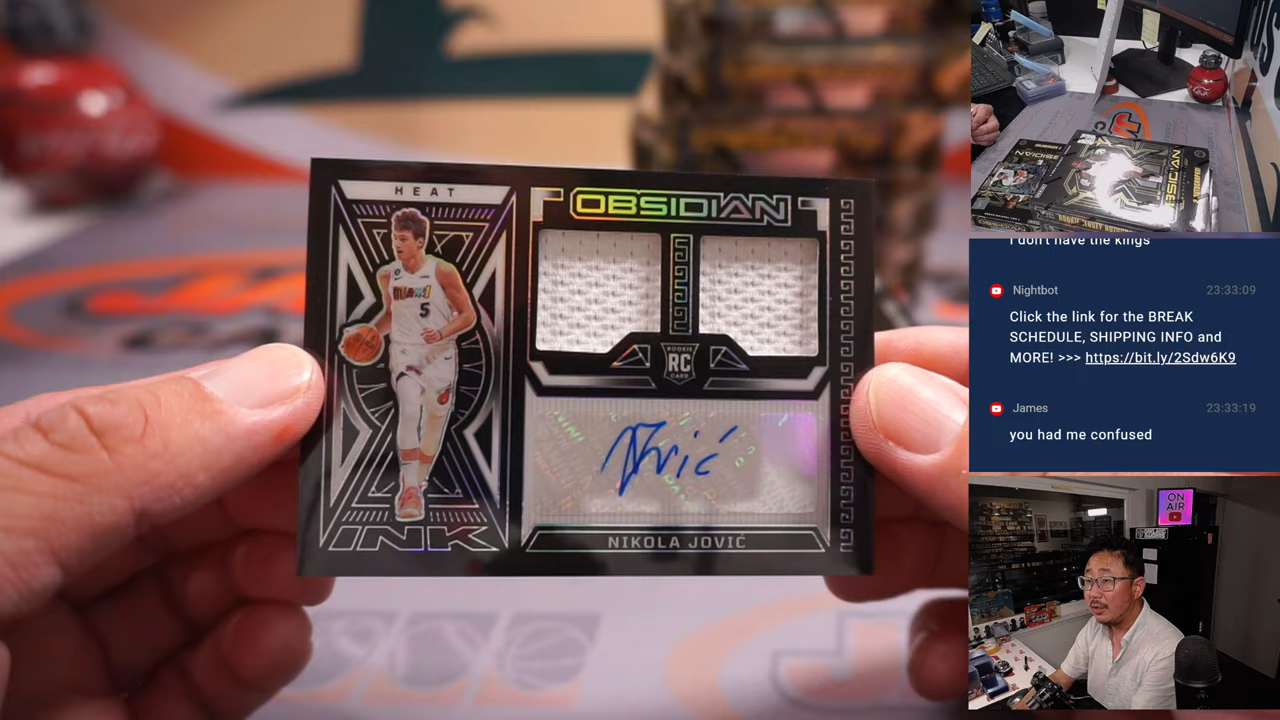 HEAT
OBSIDIAN
MIAMI
5
ROOKIE
RC
CARD
INK
NIKOLA JOVIĆ
Jović
OBSIDIAN
I don't have the kings
Nightbot 23:33:09
Click the link for the BREAK
SCHEDULE, SHIPPING INFO and
MORE! >>> https://bit.ly/2Sdw6K9
James 23:33:19
you had me confused
ON
AIR